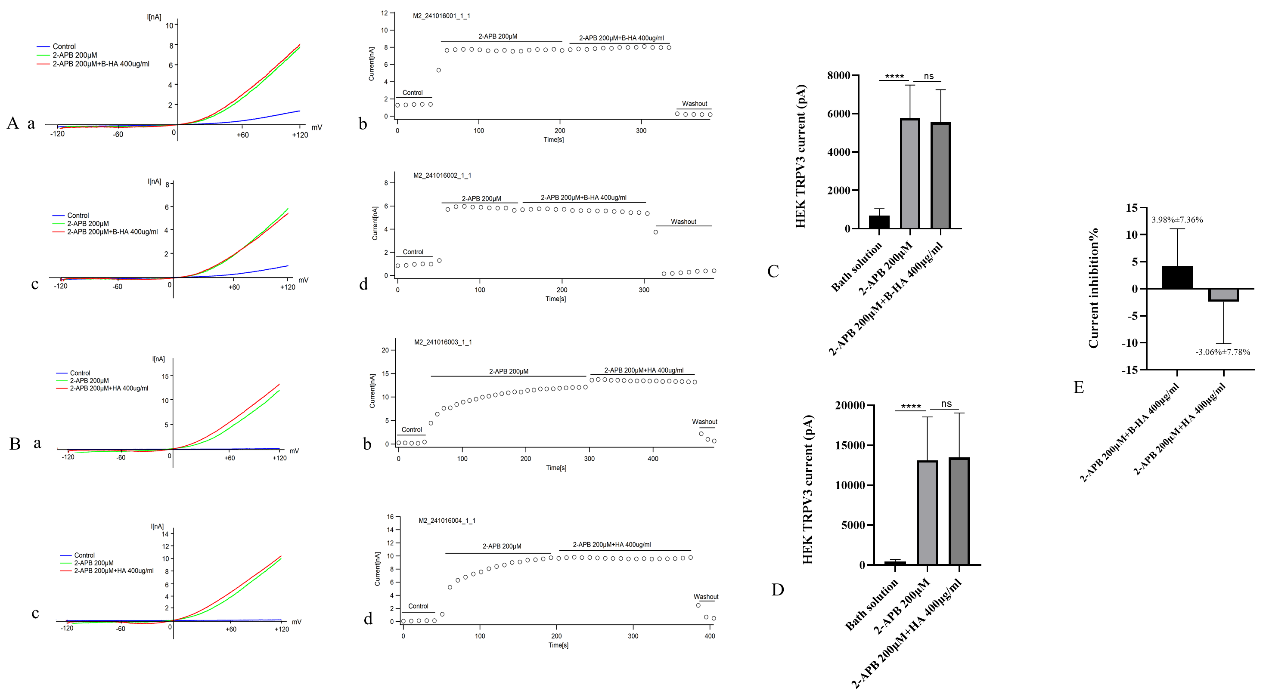 A a
I[nA]
Control
2-APB 200μM
2-APB 200μM+B-HA 400ug/ml
10
8
6
4
2
0
-120
-60
+60
+120
mV
b
M2_241016001_1_1
2-APB 200μM
2-APB 200μM+B-HA 400ug/ml
Control
Washout
Current[nA]
12
10
8
6
4
2
0
0
100
200
300
Time[s]
c
I[nA]
Control
2-APB 200μM
2-APB 200μM+B-HA 400ug/ml
8
6
4
2
0
-120
-60
+60
+120
mV
d
M2_241016002_1_1
2-APB 200μM
2-APB 200μM+B-HA 400ug/ml
Control
Washout
Current[nA]
8
6
4
2
0
0
100
200
300
Time[s]
B a
I[nA]
Control
2-APB 200μM
2-APB 200μM+HA 400ug/ml
15
10
5
0
-120
-60
+60
+120
mV
b
M2_241016003_1_1
2-APB 200μM
2-APB 200μM+HA 400ug/ml
Control
Washout
Current[nA]
20
15
10
5
0
0
100
200
300
400
Time[s]
c
I[nA]
Control
2-APB 200μM
2-APB 200μM+HA 400ug/ml
14
12
10
8
6
4
2
0
-120
-60
+60
+120
mV
d
M2_241016004_1_1
2-APB 200μM
2-APB 200μM+HA 400ug/ml
Control
Washout
Current[nA]
16
14
12
10
8
6
4
2
0
0
100
200
300
400
Time[s]
C
HEK TRPV3 current (pA)
8000
6000
4000
2000
0
****
ns
Bath solution
2-APB 200μM
2-APB 200μM+B-HA 400μg/ml
D
HEK TRPV3 current (pA)
20000
15000
10000
5000
0
****
ns
Bath solution
2-APB 200μM
2-APB 200μM+HA 400μg/ml
E
Current inhibition%
15
10
5
0
-5
-10
-15
3.98%±7.36%
-3.06%±7.78%
2-APB 200μM+B-HA 400μg/ml
2-APB 200μM+HA 400μg/ml